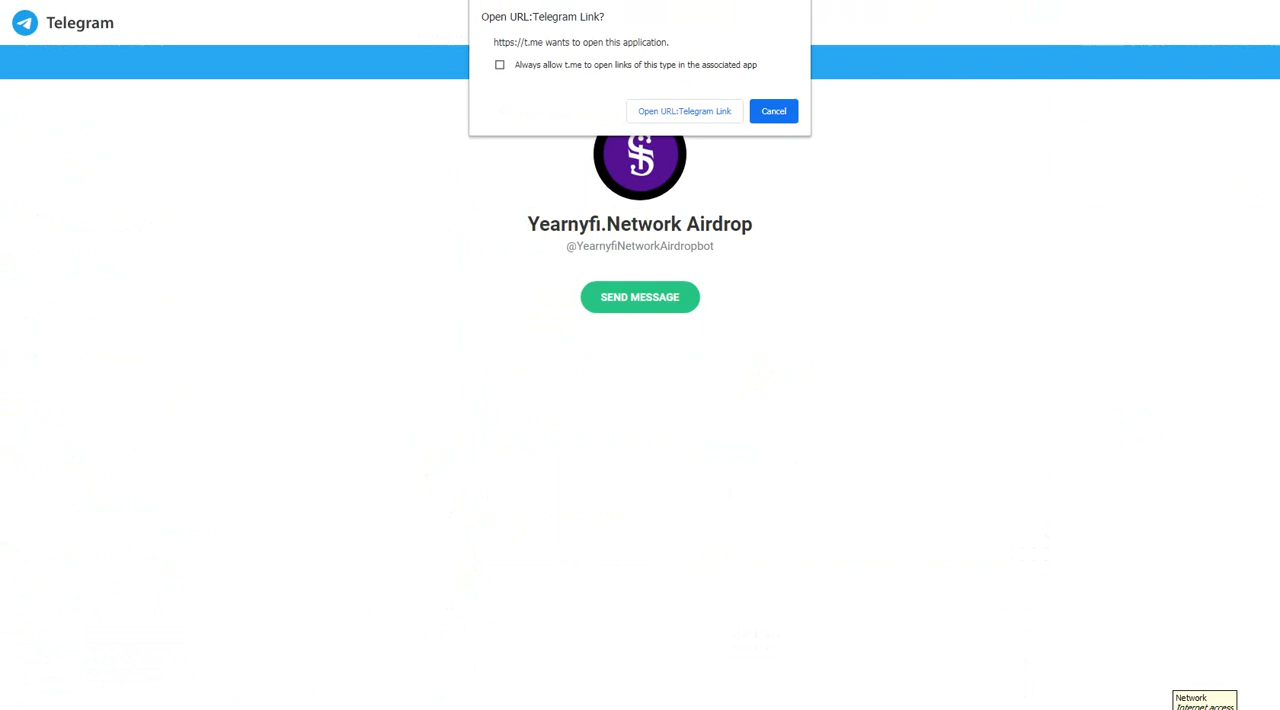 Telegram
Open URL:Telegram Link?
https://t.me wants to open this application.
Always allow t.me to open links of this type in the associated app
Open URL:Telegram Link
Cancel
Yearnyfi.Network Airdrop
@YearnyfiNetworkAirdropbot
SEND MESSAGE
Network
Internet access